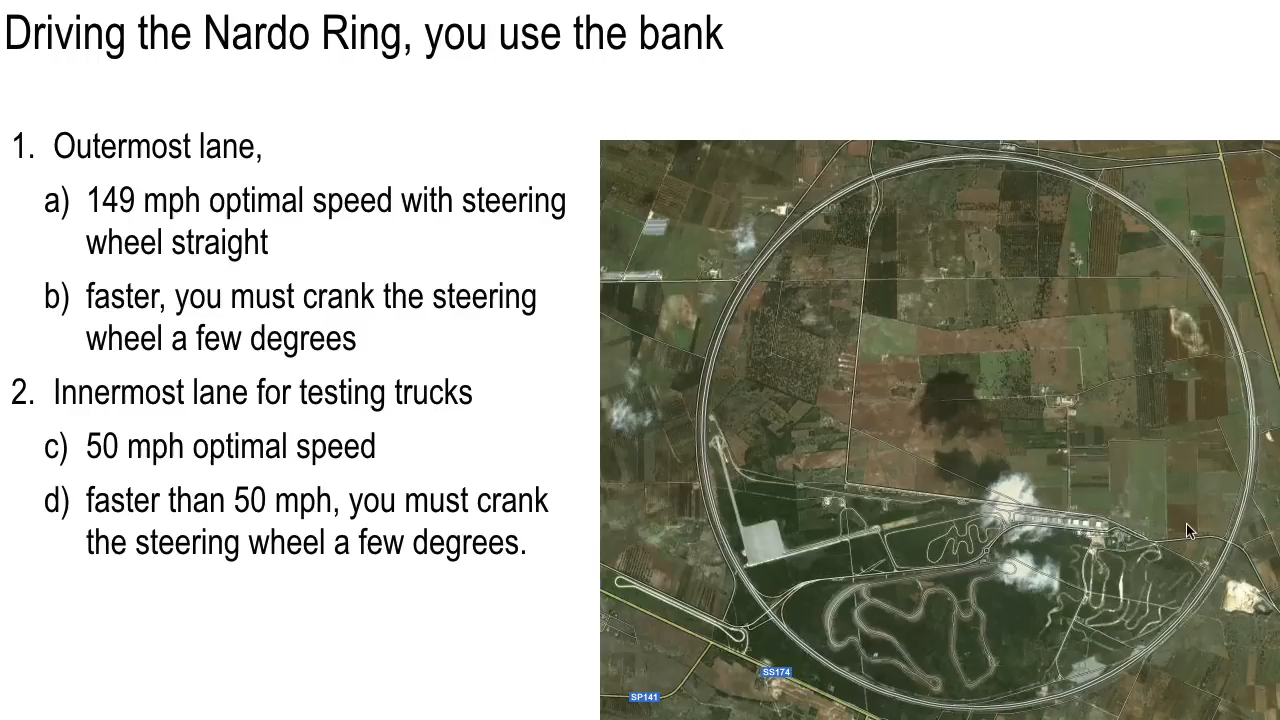 Driving the Nardo Ring, you use the bank
1. Outermost lane,
a) 149 mph optimal speed with steering
wheel straight
b) faster, you must crank the steering
wheel a few degrees
2. Innermost lane for testing trucks
c) 50 mph optimal speed
d) faster than 50 mph, you must crank
the steering wheel a few degrees.
SS174
SP141